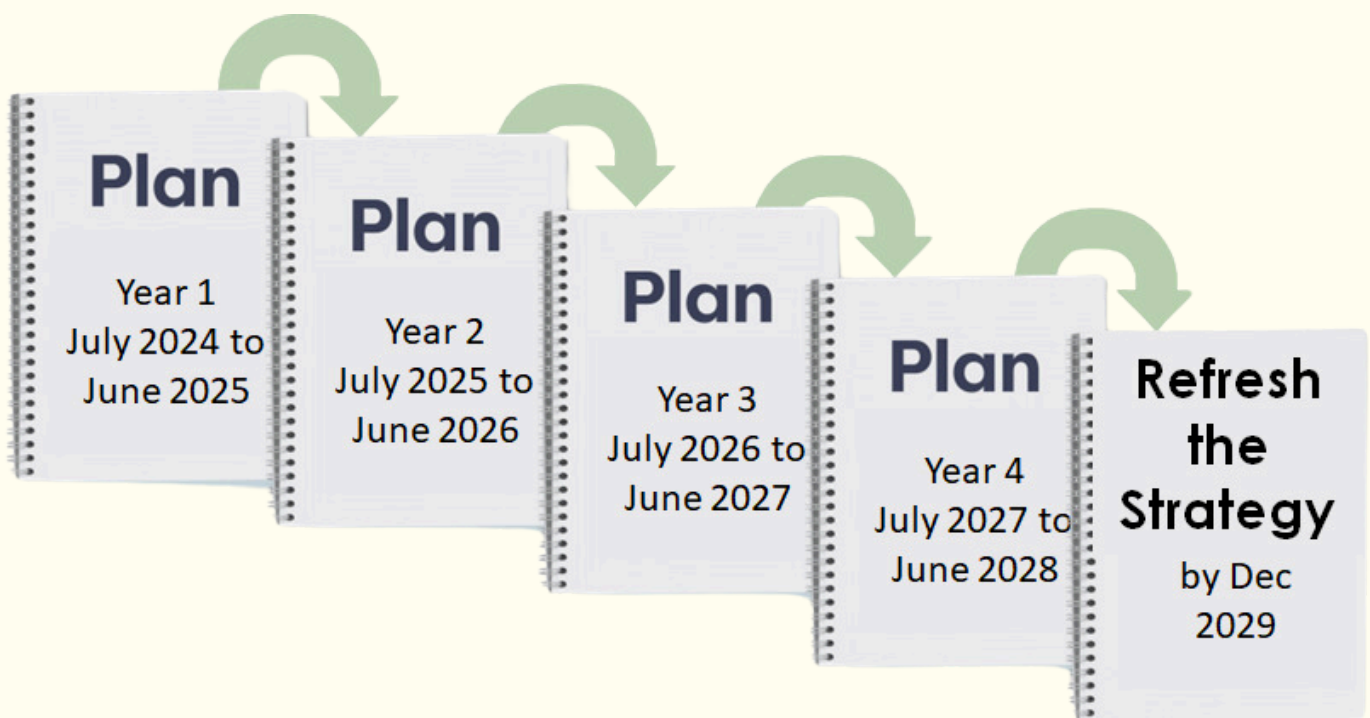 Plan
Year 1
July 2024 to
June 2025
Plan
Year 2
July 2025 to
June 2026
Plan
Year 3
July 2026 to
June 2027
Plan
Year 4
July 2027 to
June 2028
Refresh
the
Strategy
by Dec
2029